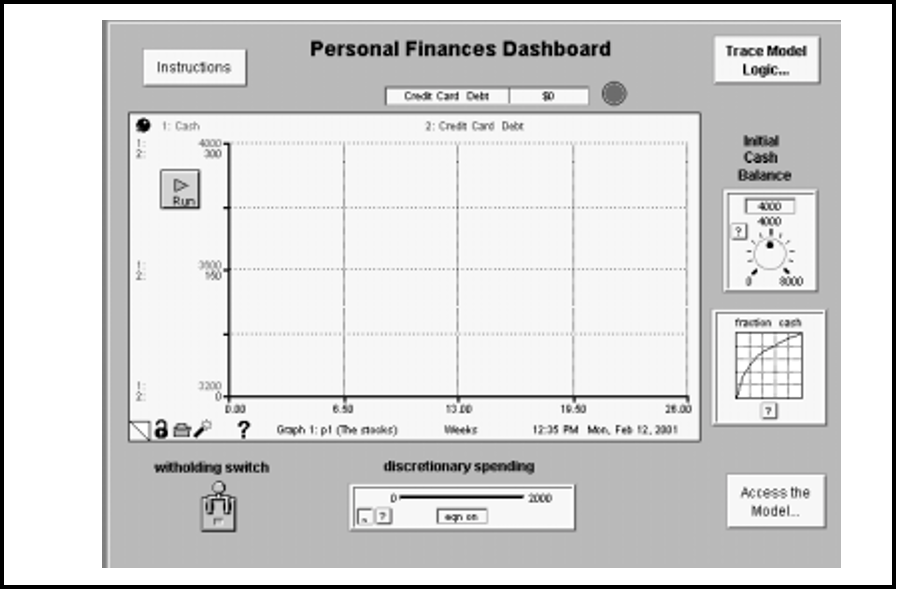 Personal Finances Dashboard
Instructions
Trace Model
Logic...
Credit Card Debt $0
1: Cash
2: Credit Card Debt
1: 4000
2: 300
Run
1: 3600
2: 150
1: 3200
2: 0
0.00 6.50 13.00 19.50 26.00
? Graph 1: p1 (The stocks) Weeks 12:35 PM Mon, Feb 12, 2001
Initial
Cash
Balance
4000
4000
?
0 8000
fraction cash
?
witholding switch
discretionary spending
0 2000
? eqn on
Access the
Model...